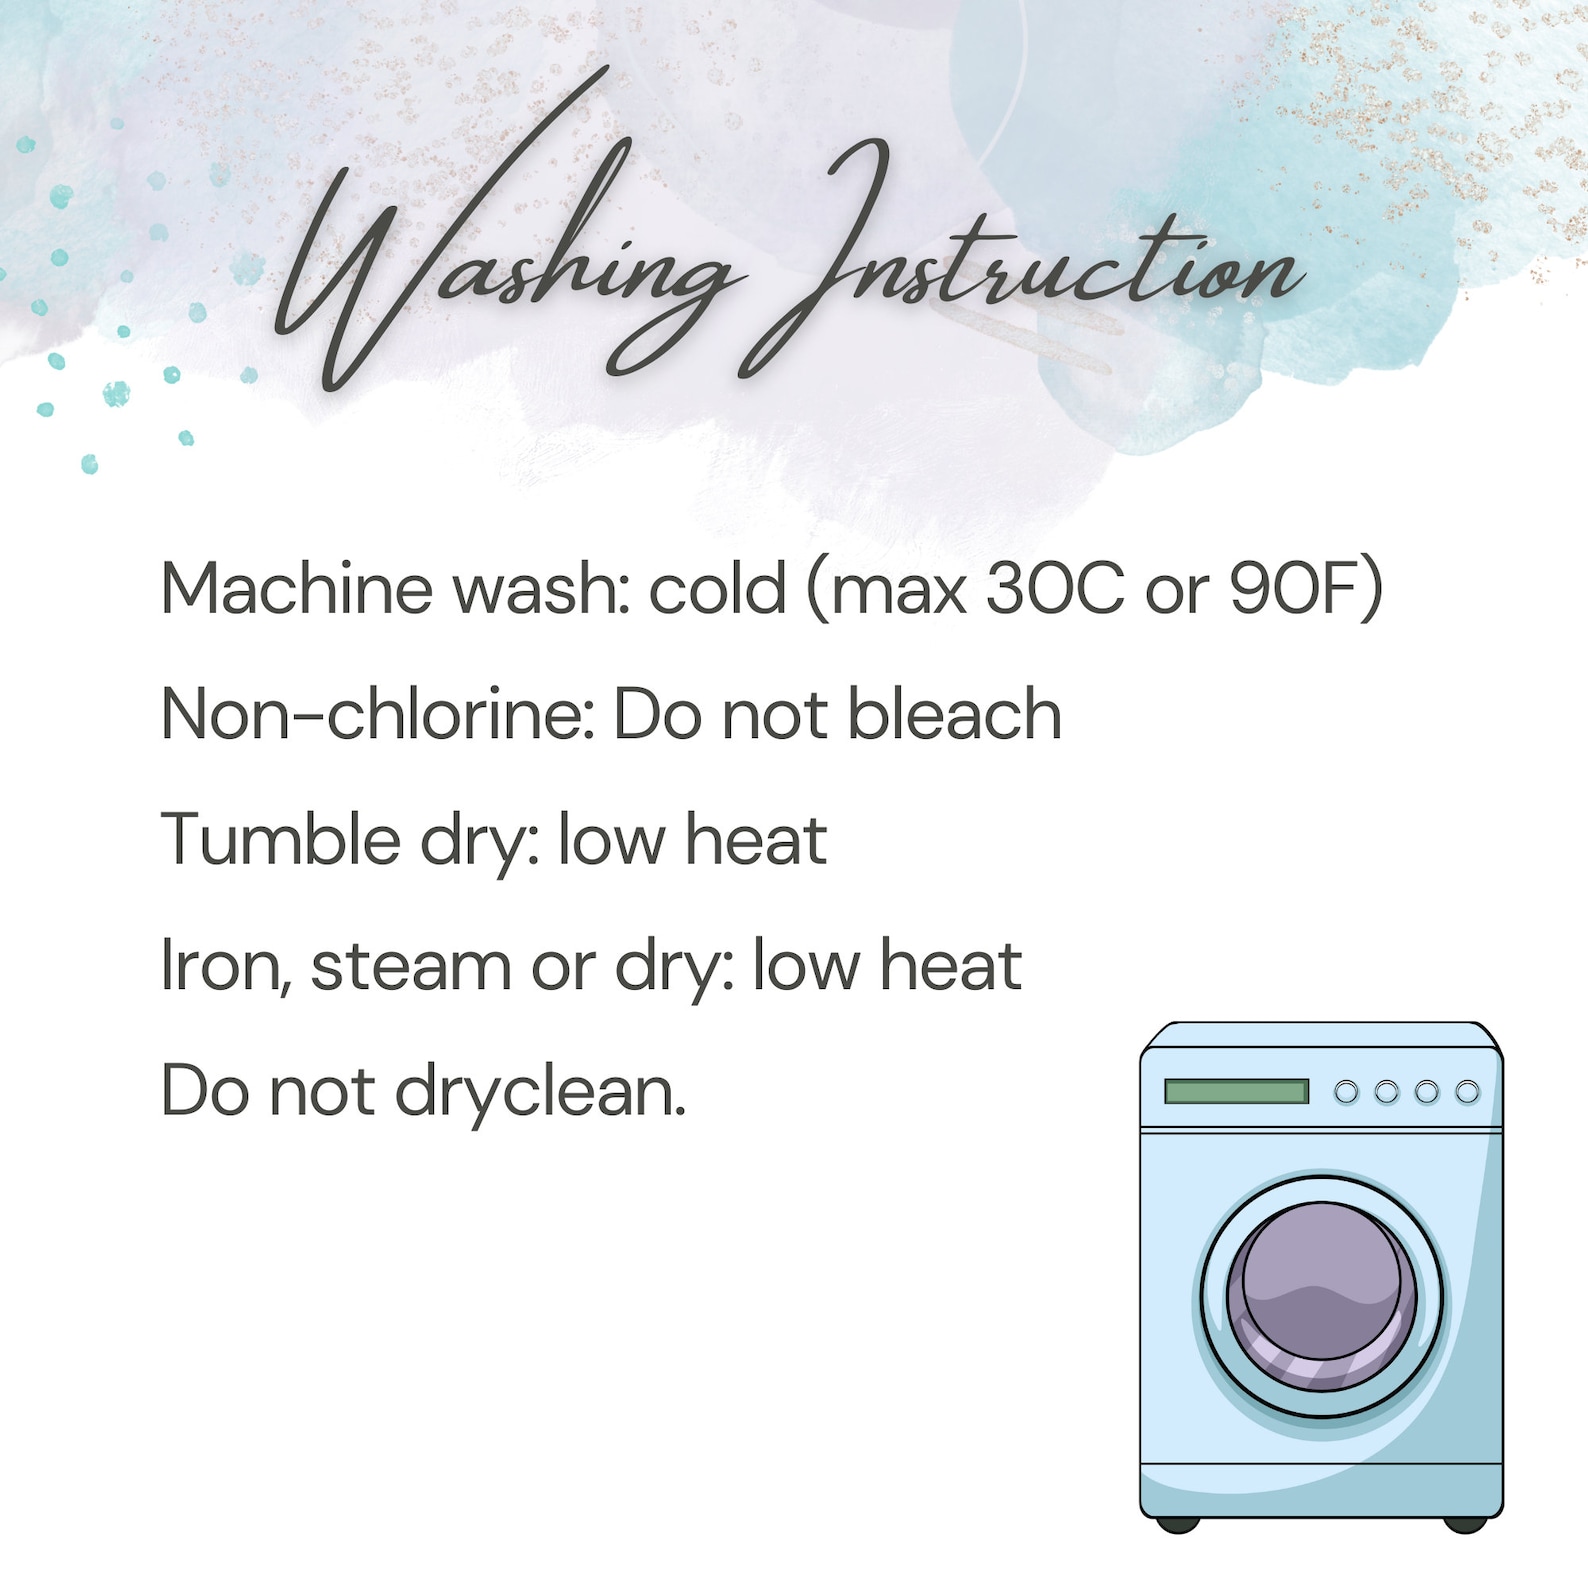 Washing Instruction
Machine wash: cold (max 30C or 90F)
Non-chlorine: Do not bleach
Tumble dry: low heat
Iron, steam or dry: low heat
Do not dryclean.